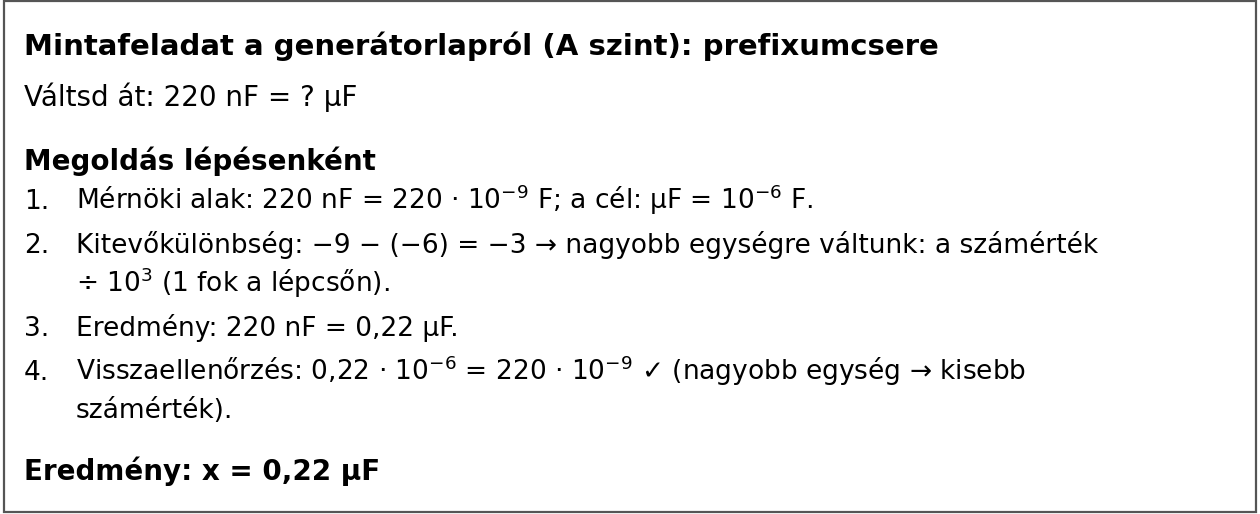 Mintafeladat a generátorlapról (A szint): prefixumcsere
Váltsd át: 220 nF = ? µF
Megoldás lépésenként
1. Mérnöki alak: 220 nF = 220 · 10⁻⁹ F; a cél: µF = 10⁻⁶ F.
2. Kitevőkülönbség: −9 − (−6) = −3 → nagyobb egységre váltunk: a számérték
÷ 10³ (1 fok a lépcsőn).
3. Eredmény: 220 nF = 0,22 µF.
4. Visszaellenőrzés: 0,22 · 10⁻⁶ = 220 · 10⁻⁹ ✓ (nagyobb egység → kisebb
számérték).
Eredmény: x = 0,22 µF